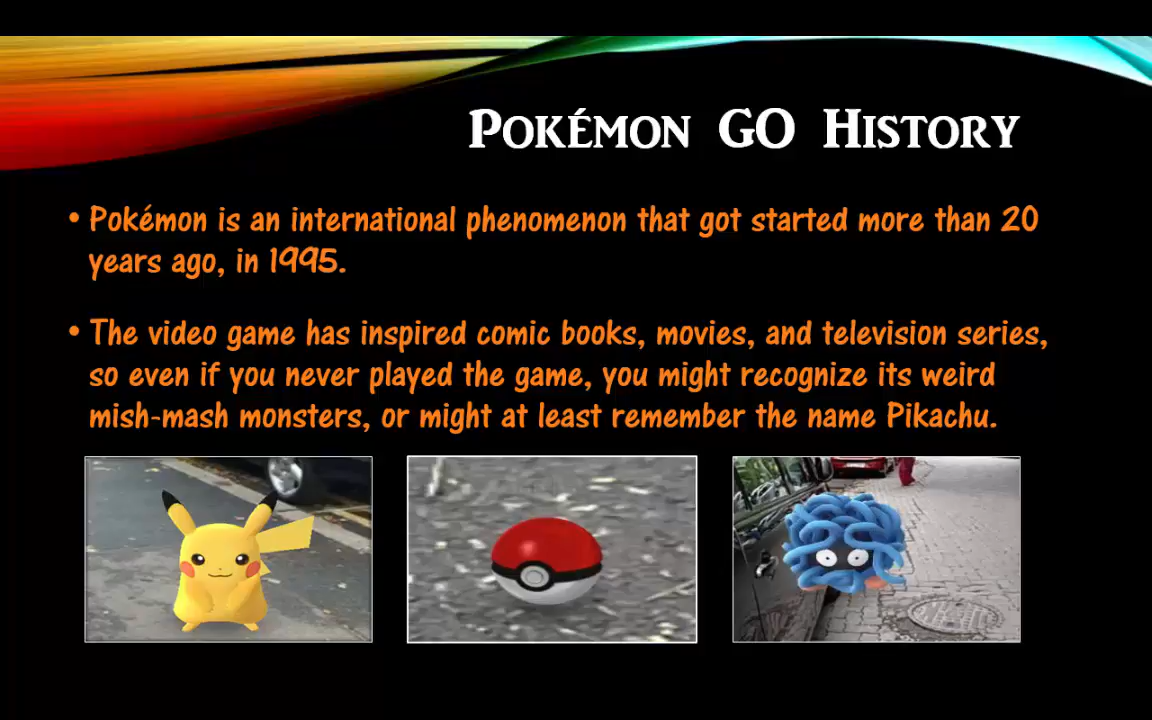 Pokémon GO History
• Pokémon is an international phenomenon that got started more than 20
years ago, in 1995.
• The video game has inspired comic books, movies, and television series,
so even if you never played the game, you might recognize its weird
mish-mash monsters, or might at least remember the name Pikachu.